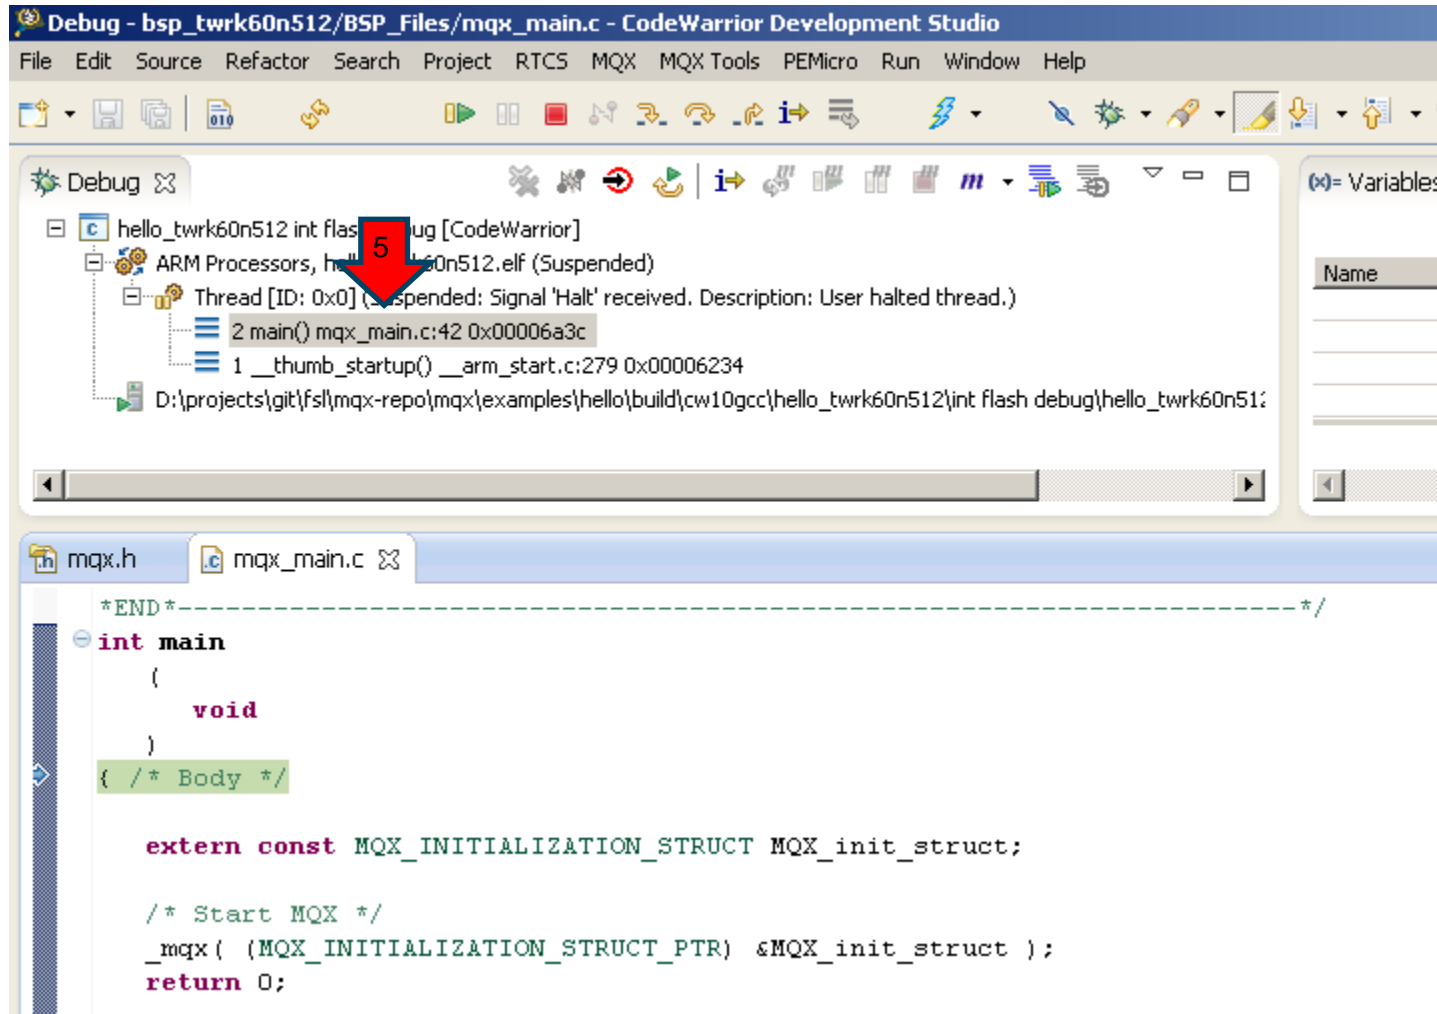 Debug - bsp_twrk60n512/BSP_Files/mqx_main.c - CodeWarrior Development Studio
File Edit Source Refactor Search Project RTCS MQX MQX Tools PEMicro Run Window Help
010
Debug
m
(x)= Variables
hello_twrk60n512 int flas ug [CodeWarrior]
5
ARM Processors, h 60n512.elf (Suspended)
Name
Thread [ID: 0x0] (Suspended: Signal 'Halt' received. Description: User halted thread.)
2 main() mqx_main.c:42 0x00006a3c
1 __thumb_startup() __arm_start.c:279 0x00006234
D:\projects\git\fsl\mqx-repo\mqx\examples\hello\build\cw10gcc\hello_twrk60n512\int flash debug\hello_twrk60n512
mqx.h mqx_main.c
*END*----------------------------------------------------------------------*/
int main
(
void
)
{ /* Body */
extern const MQX_INITIALIZATION_STRUCT MQX_init_struct;
/* Start MQX */
_mqx( (MQX_INITIALIZATION_STRUCT_PTR) &MQX_init_struct );
return 0;